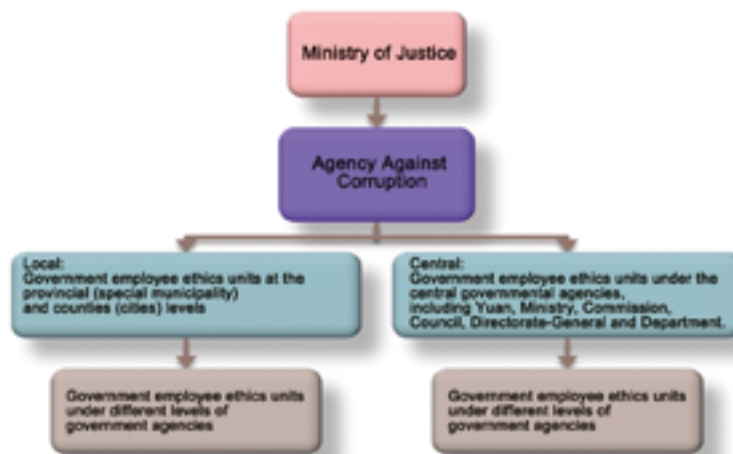 Ministry of Justice
Agency Against
Corruption
Local:
Government employee ethics units at the
provincial (special municipality)
and counties (cities) levels
Central:
Government employee ethics units under the
central governmental agencies,
including Yuan, Ministry, Commission,
Council, Directorate-General and Department.
Government employee ethics units
under different levels of
government agencies
Government employee ethics units
under different levels of
government agencies